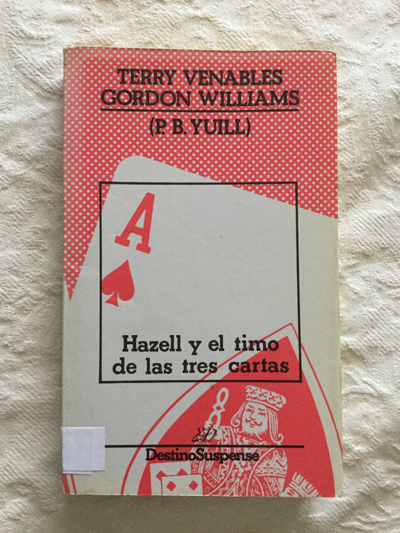 TERRY VENABLES
GORDON WILLIAMS
(P. B. YUILL)
A
Hazell y el timo
de las tres cartas
DestinoSuspense